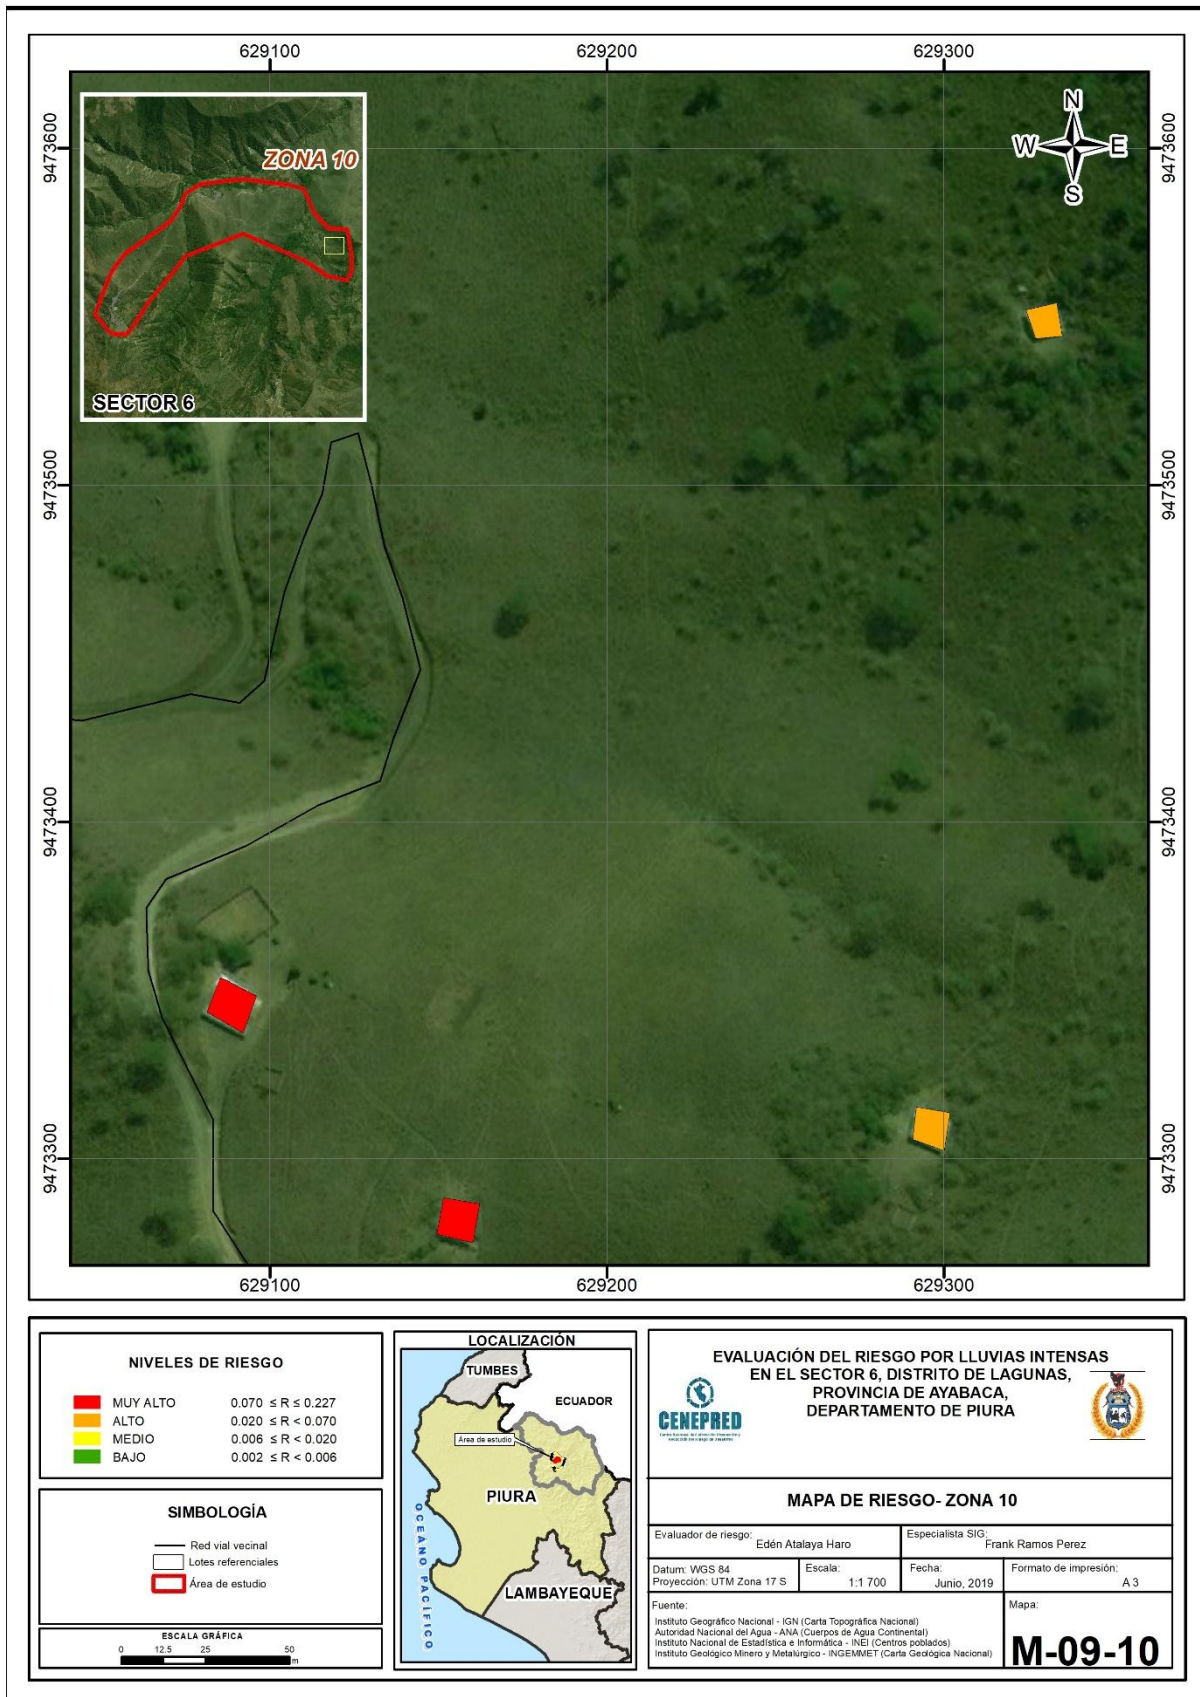 629100
629200
629300
9473600
9473600
9473500
9473500
9473400
9473400
9473300
9473300
629100
629200
629300
ZONA 10
SECTOR 6
N
W
E
S
NIVELES DE RIESGO
MUY ALTO 0.070 ≤ R ≤ 0.227
ALTO 0.020 ≤ R < 0.070
MEDIO 0.006 ≤ R < 0.020
BAJO 0.002 ≤ R < 0.006
SIMBOLOGÍA
Red vial vecinal
Lotes referenciales
Área de estudio
ESCALA GRÁFICA
0 12.5 25 50
m
LOCALIZACIÓN
TUMBES
ECUADOR
Área de estudio
PIURA
OCEÁNO PACÍFICO
LAMBAYEQUE
EVALUACIÓN DEL RIESGO POR LLUVIAS INTENSAS
EN EL SECTOR 6, DISTRITO DE LAGUNAS,
PROVINCIA DE AYABACA,
DEPARTAMENTO DE PIURA
CENEPRED
MAPA DE RIESGO- ZONA 10
Evaluador de riesgo:
Edén Atalaya Haro
Especialista SIG:
Frank Ramos Perez
Datum: WGS 84
Proyección: UTM Zona 17 S
Escala:
1:1 700
Fecha:
Junio, 2019
Formato de impresión:
A 3
Fuente:
Instituto Geográfico Nacional - IGN (Carta Topográfica Nacional)
Autoridad Nacional del Agua - ANA (Cuerpos de Agua Continental)
Instituto Nacional de Estadística e Informática - INEI (Centros poblados)
Instituto Geológico Minero y Metalúrgico - INGEMMET (Carta Geológica Nacional)
Mapa:
M-09-10